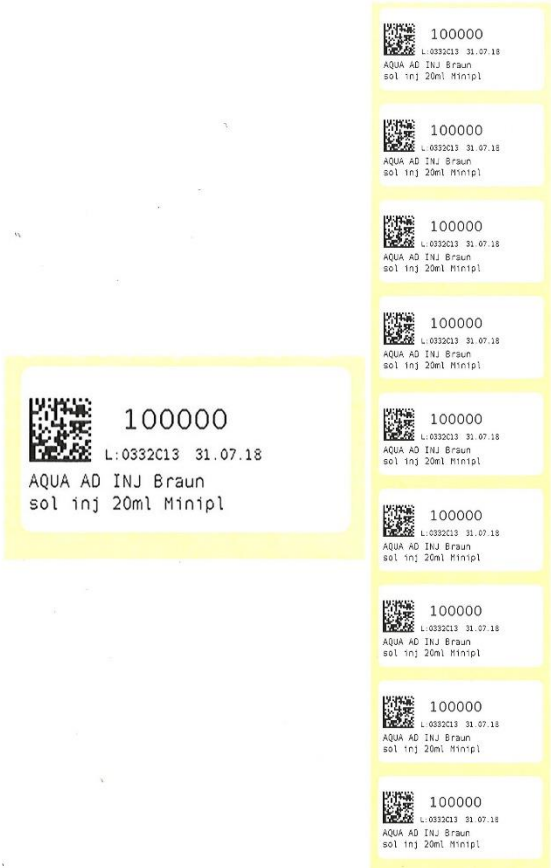 100000
L:0332C13 31.07.18
AQUA AD INJ Braun
sol inj 20ml Minipl
100000
L:0332C13 31.07.18
AQUA AD INJ Braun
sol inj 20ml Minipl
100000
L:0332C13 31.07.18
AQUA AD INJ Braun
sol inj 20ml Minipl
100000
L:0332C13 31.07.18
AQUA AD INJ Braun
sol inj 20ml Minipl
100000
L:0332C13 31.07.18
AQUA AD INJ Braun
sol inj 20ml Minipl
100000
L:0332C13 31.07.18
AQUA AD INJ Braun
sol inj 20ml Minipl
100000
L:0332C13 31.07.18
AQUA AD INJ Braun
sol inj 20ml Minipl
100000
L:0332C13 31.07.18
AQUA AD INJ Braun
sol inj 20ml Minipl
100000
L:0332C13 31.07.18
AQUA AD INJ Braun
sol inj 20ml Minipl
100000
L:0332C13 31.07.18
AQUA AD INJ Braun
sol inj 20ml Minipl